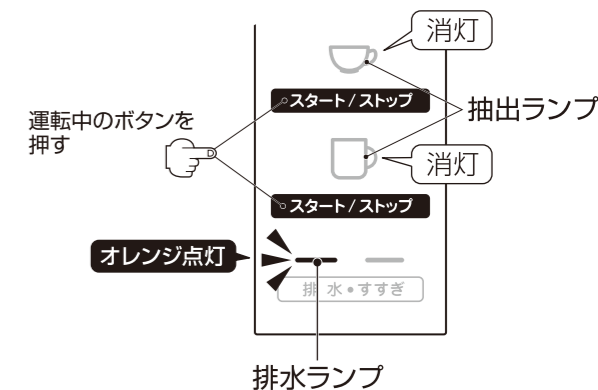 消灯
スタート/ストップ
抽出ランプ
運転中のボタンを
押す
消灯
スタート/ストップ
オレンジ点灯
排水•すすぎ
排水ランプ